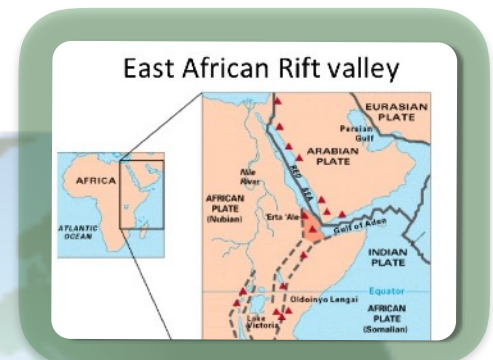 East African Rift valley
EURASIAN
PLATE
Persian
Gulf
ARABIAN
PLATE
Nile
River
RED SEA
AFRICA
AFRICAN
PLATE
(Nubian)
'Erta 'Ale
Gulf of Aden
ATLANTIC
OCEAN
INDIAN
PLATE
Equator
Oldoinyo Langai
AFRICAN
PLATE
(Somalian)
Lake
Victoria